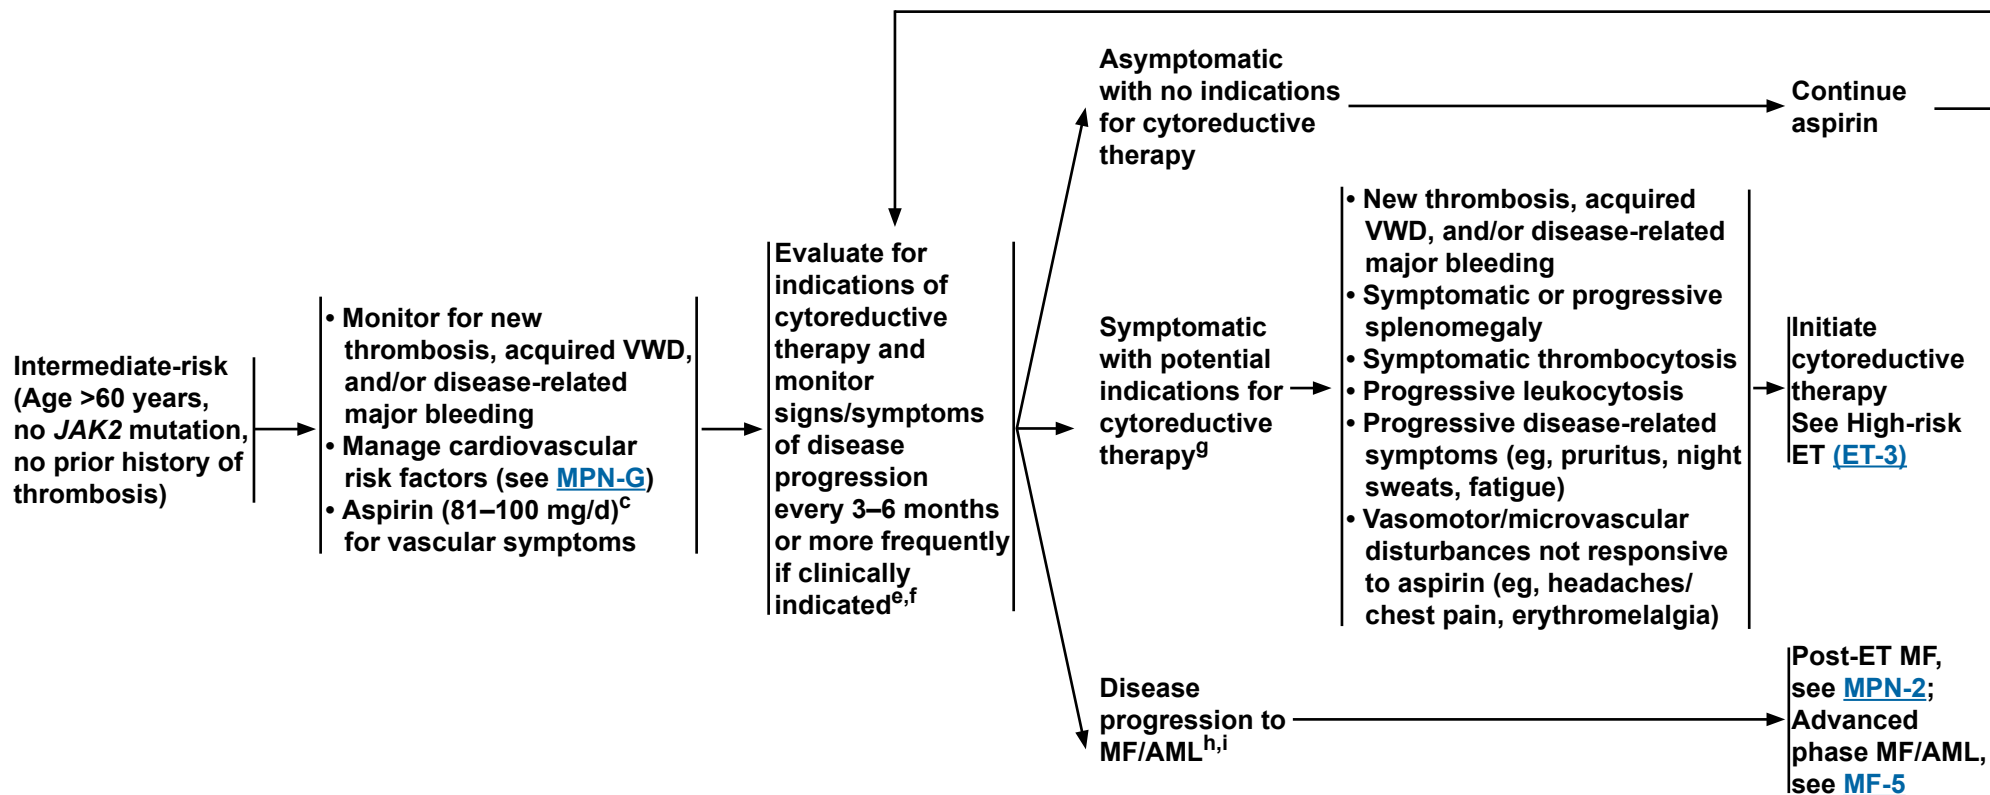 Intermediate-risk
(Age >60 years,
no JAK2 mutation,
no prior history of
thrombosis)
• Monitor for new
thrombosis, acquired VWD,
and/or disease-related
major bleeding
• Manage cardiovascular
risk factors (see MPN-G)
• Aspirin (81–100 mg/d)c
for vascular symptoms
Evaluate for
indications of
cytoreductive
therapy and
monitor
signs/symptoms
of disease
progression
every 3–6 months
or more frequently
if clinically
indicatede,f
Asymptomatic
with no indications
for cytoreductive
therapy
Continue
aspirin
Symptomatic
with potential
indications for
cytoreductive
therapyg
• New thrombosis, acquired
VWD, and/or disease-related
major bleeding
• Symptomatic or progressive
splenomegaly
• Symptomatic thrombocytosis
• Progressive leukocytosis
• Progressive disease-related
symptoms (eg, pruritus, night
sweats, fatigue)
• Vasomotor/microvascular
disturbances not responsive
to aspirin (eg, headaches/
chest pain, erythromelalgia)
Initiate
cytoreductive
therapy
See High-risk
ET (ET-3)
Disease
progression to
MF/AMLh,i
Post-ET MF,
see MPN-2;
Advanced
phase MF/AML,
see MF-5